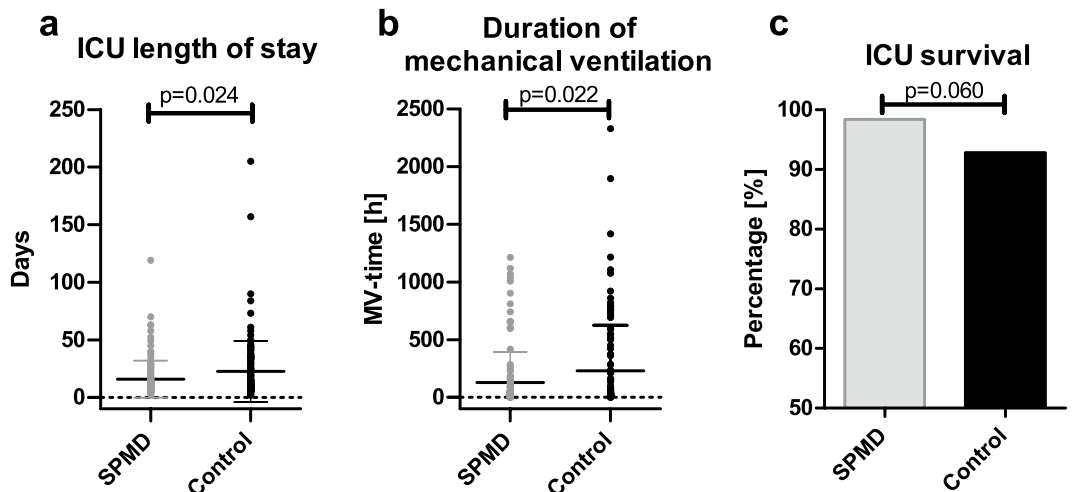 a
ICU length of stay
p=0.024
250
200
150
100
50
0
Days
SPMD
Control
b
Duration of
mechanical ventilation
p=0.022
2500
2000
1500
1000
500
0
MV-time [h]
SPMD
Control
c
ICU survival
p=0.060
100
90
80
70
60
50
Percentage [%]
SPMD
Control